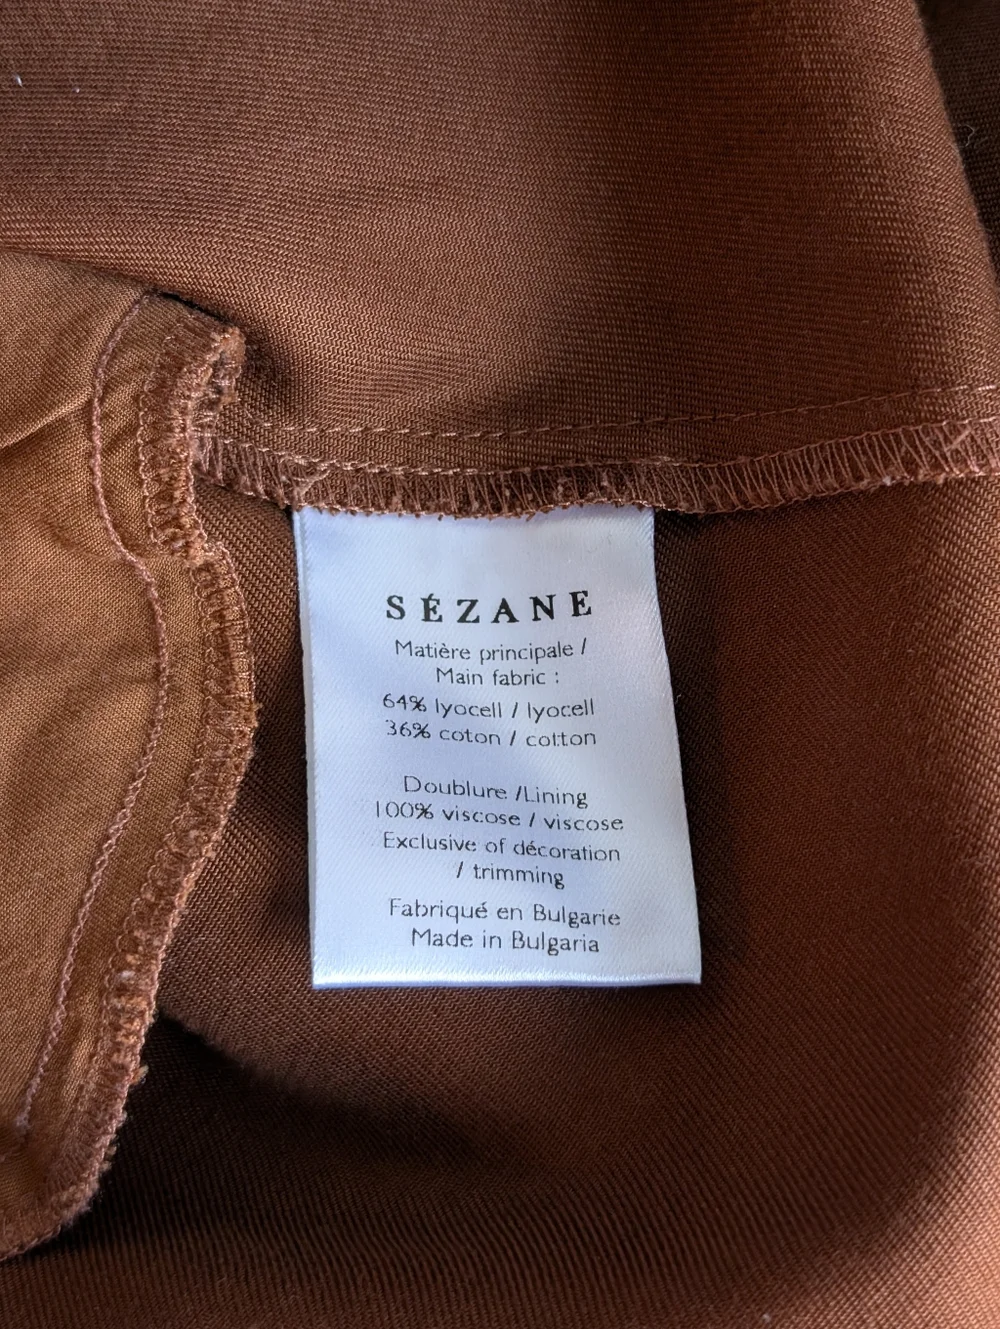 SÉZANE
Matière principale /
Main fabric :
64% lyocell / lyocell
36% coton / cotton
Doublure /Lining
100% viscose / viscose
Exclusive of décoration
/ trimming
Fabriqué en Bulgarie
Made in Bulgaria